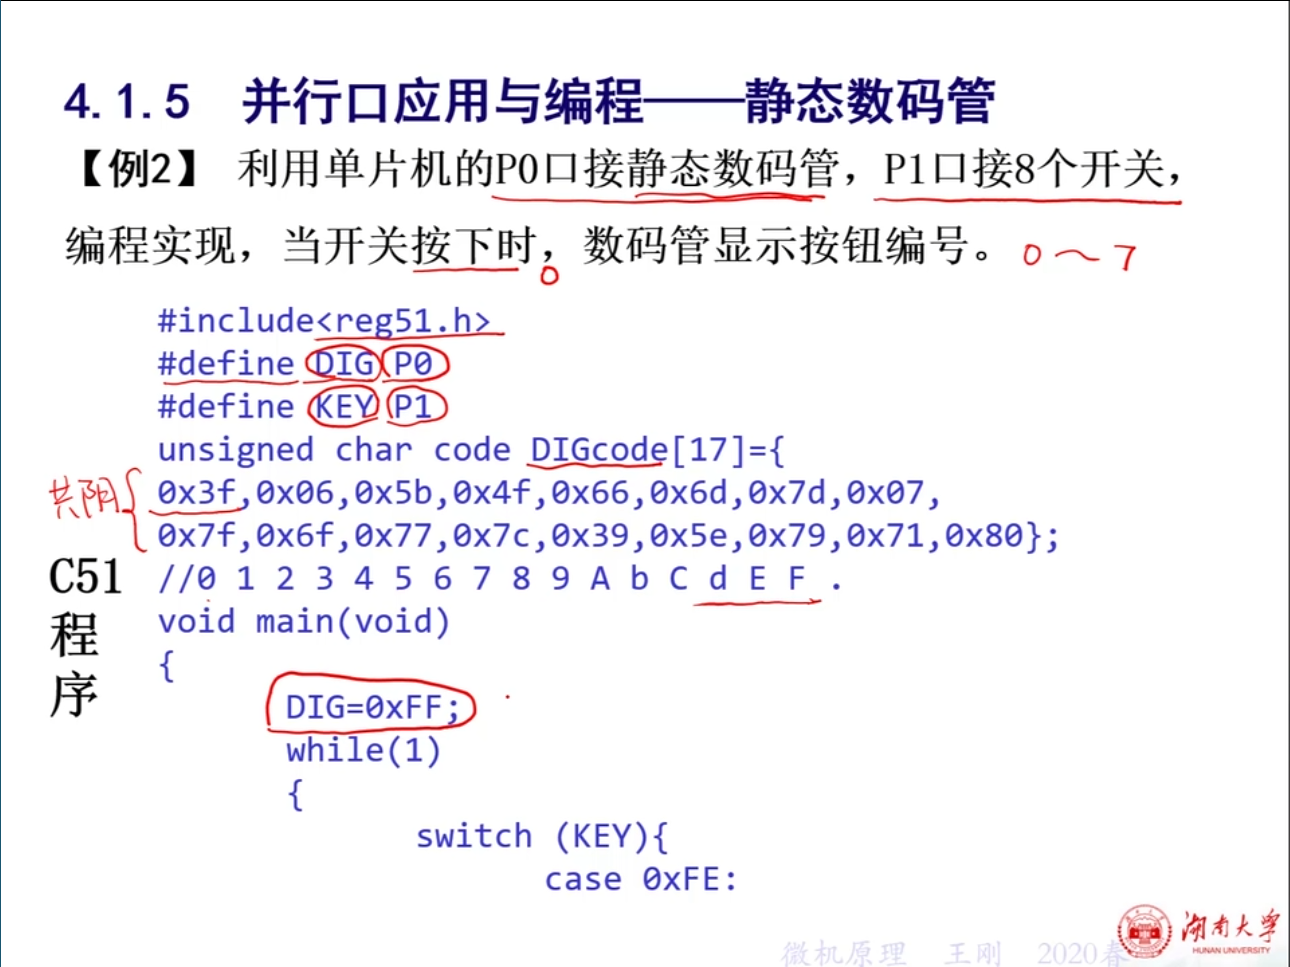 4.1.5 并行口应用与编程——静态数码管
【例2】 利用单片机的P0口接静态数码管，P1口接8个开关，
编程实现，当开关按下时，数码管显示按钮编号。 0～7
0
#include<reg51.h>
#define DIG P0
#define KEY P1
unsigned char code DIGcode[17]={
共阴
0x3f,0x06,0x5b,0x4f,0x66,0x6d,0x7d,0x07,
0x7f,0x6f,0x77,0x7c,0x39,0x5e,0x79,0x71,0x80};
//0 1 2 3 4 5 6 7 8 9 A b C d E F .
C51
程
序
void main(void)
{
DIG=0xFF;
while(1)
{
switch (KEY){
case 0xFE:
湖南大学
HUNAN UNIVERSITY
微机原理 王刚 2020春